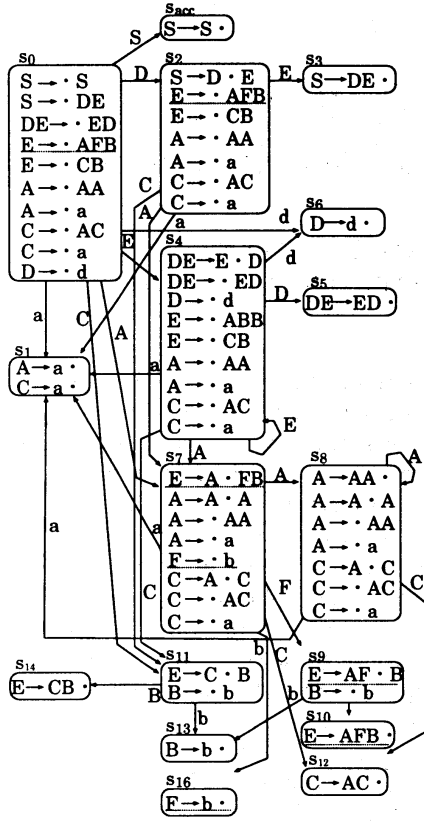 Sacc
S→S ·
S
S0
S→ · S
S→ · DE
DE→ · ED
E→ · AFB
E→ · CB
A→ · AA
A→ · a
C→ · AC
C→ · a
D→ · d
D
S2
S→D · E
E→ · AFB
E→ · CB
A→ · AA
A→ · a
C→ · AC
C→ · a
E
S3
S→DE ·
C
A
a
d
S6
D→d ·
E
S4
DE→E · D
DE→ · ED
D→ · d
E→ · ABB
E→ · CB
A→ · AA
A→ · a
C→ · AC
C→ · a
d
D
S5
DE→ED ·
a
C
A
S1
A→a ·
C→a ·
a
E
A
S7
E→A · FB
A→A · A
A→ · AA
A→ · a
F→ · b
C→A · C
C→ · AC
C→ · a
A
S8
A→AA ·
A→A · A
A→ · AA
A→ · a
C→A · C
C→ · AC
C→ · a
A
a
a
C
F
C
b
C
S14
E→CB ·
B
S11
E→C · B
B→ · b
b
S9
E→AF · B
B→ · b
b
S13
B→b ·
S10
E→AFB ·
S12
C→AC ·
S16
F→b ·